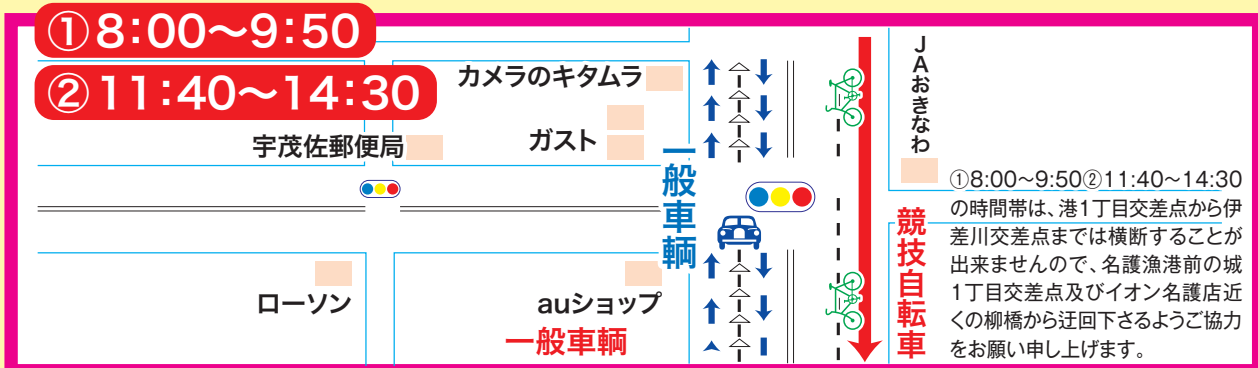 ①8:00〜9:50
②11:40〜14:30
カメラのキタムラ
ガスト
宇茂佐郵便局
ローソン
auショップ
一般車輌
一般車輌
競技自転車
JAおきなわ
①8:00〜9:50②11:40〜14:30
の時間帯は、港1丁目交差点から伊
差川交差点までは横断することが
出来ませんので、名護漁港前の城
1丁目交差点及びイオン名護店近
くの柳橋から迂回下さるようご協力
をお願い申し上げます。